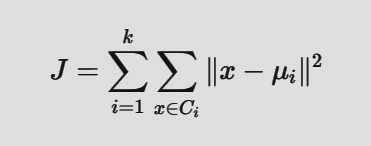 J = \sum_{i=1}^{k} \sum_{x \in C_i} \|x - \mu_i\|^2